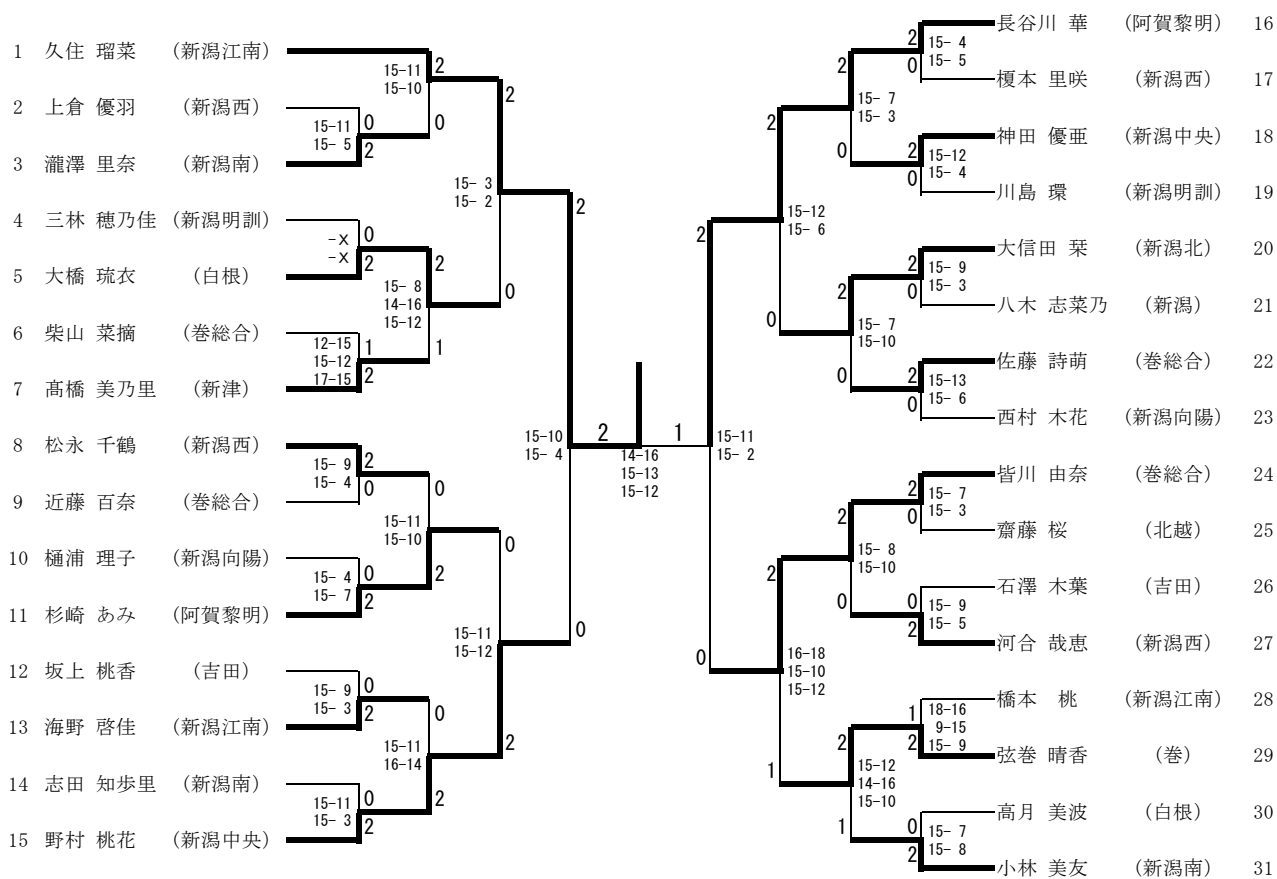 1 久住 瑠菜 (新潟江南)
2 上倉 優羽 (新潟西)
3 瀧澤 里奈 (新潟南)
4 三林 穂乃佳 (新潟明訓)
5 大橋 琉衣 (白根)
6 柴山 菜摘 (巻総合)
7 髙橋 美乃里 (新津)
8 松永 千鶴 (新潟西)
9 近藤 百奈 (巻総合)
10 樋浦 理子 (新潟向陽)
11 杉崎 あみ (阿賀黎明)
12 坂上 桃香 (吉田)
13 海野 啓佳 (新潟江南)
14 志田 知歩里 (新潟南)
15 野村 桃花 (新潟中央)
15-11 0
15- 5 2
-X 0
-X 2
12-15
15-12 1
17-15 2
15- 9 2
15- 4 0
15- 4 0
15- 7 2
15- 9 0
15- 3 2
15-11 0
15- 3 2
15-11 2
15-10 0
15- 8 2
14-16
15-12 1
15-11 0
15-10 2
15-11 0
16-14 2
15- 3 2
15- 2 0
15-11 0
15-12 2
15-10 2
15- 4 0
2 1
14-16
15-13
15-12
2 15-11
0 15- 2
2 15-12
0 15- 6
2 16-18
15-10
1 15-12
2 15- 7
0 15- 3
2 15- 7
0 15-10
2 15- 8
0 15-10
2 15-12
14-16
1 15-10
2 15- 4
0 15- 5
2 15-12
0 15- 4
2 15- 9
0 15- 3
2 15-13
0 15- 6
2 15- 7
0 15- 3
0 15- 9
2 15- 5
1 18-16
9-15
2 15- 9
0 15- 7
2 15- 8
長谷川 華 (阿賀黎明) 16
榎本 里咲 (新潟西) 17
神田 優亜 (新潟中央) 18
川島 環 (新潟明訓) 19
大信田 栞 (新潟北) 20
八木 志菜乃 (新潟) 21
佐藤 詩萌 (巻総合) 22
西村 木花 (新潟向陽) 23
皆川 由奈 (巻総合) 24
齋藤 桜 (北越) 25
石澤 木葉 (吉田) 26
河合 哉恵 (新潟西) 27
橋本 桃 (新潟江南) 28
弦巻 晴香 (巻) 29
高月 美波 (白根) 30
小林 美友 (新潟南) 31